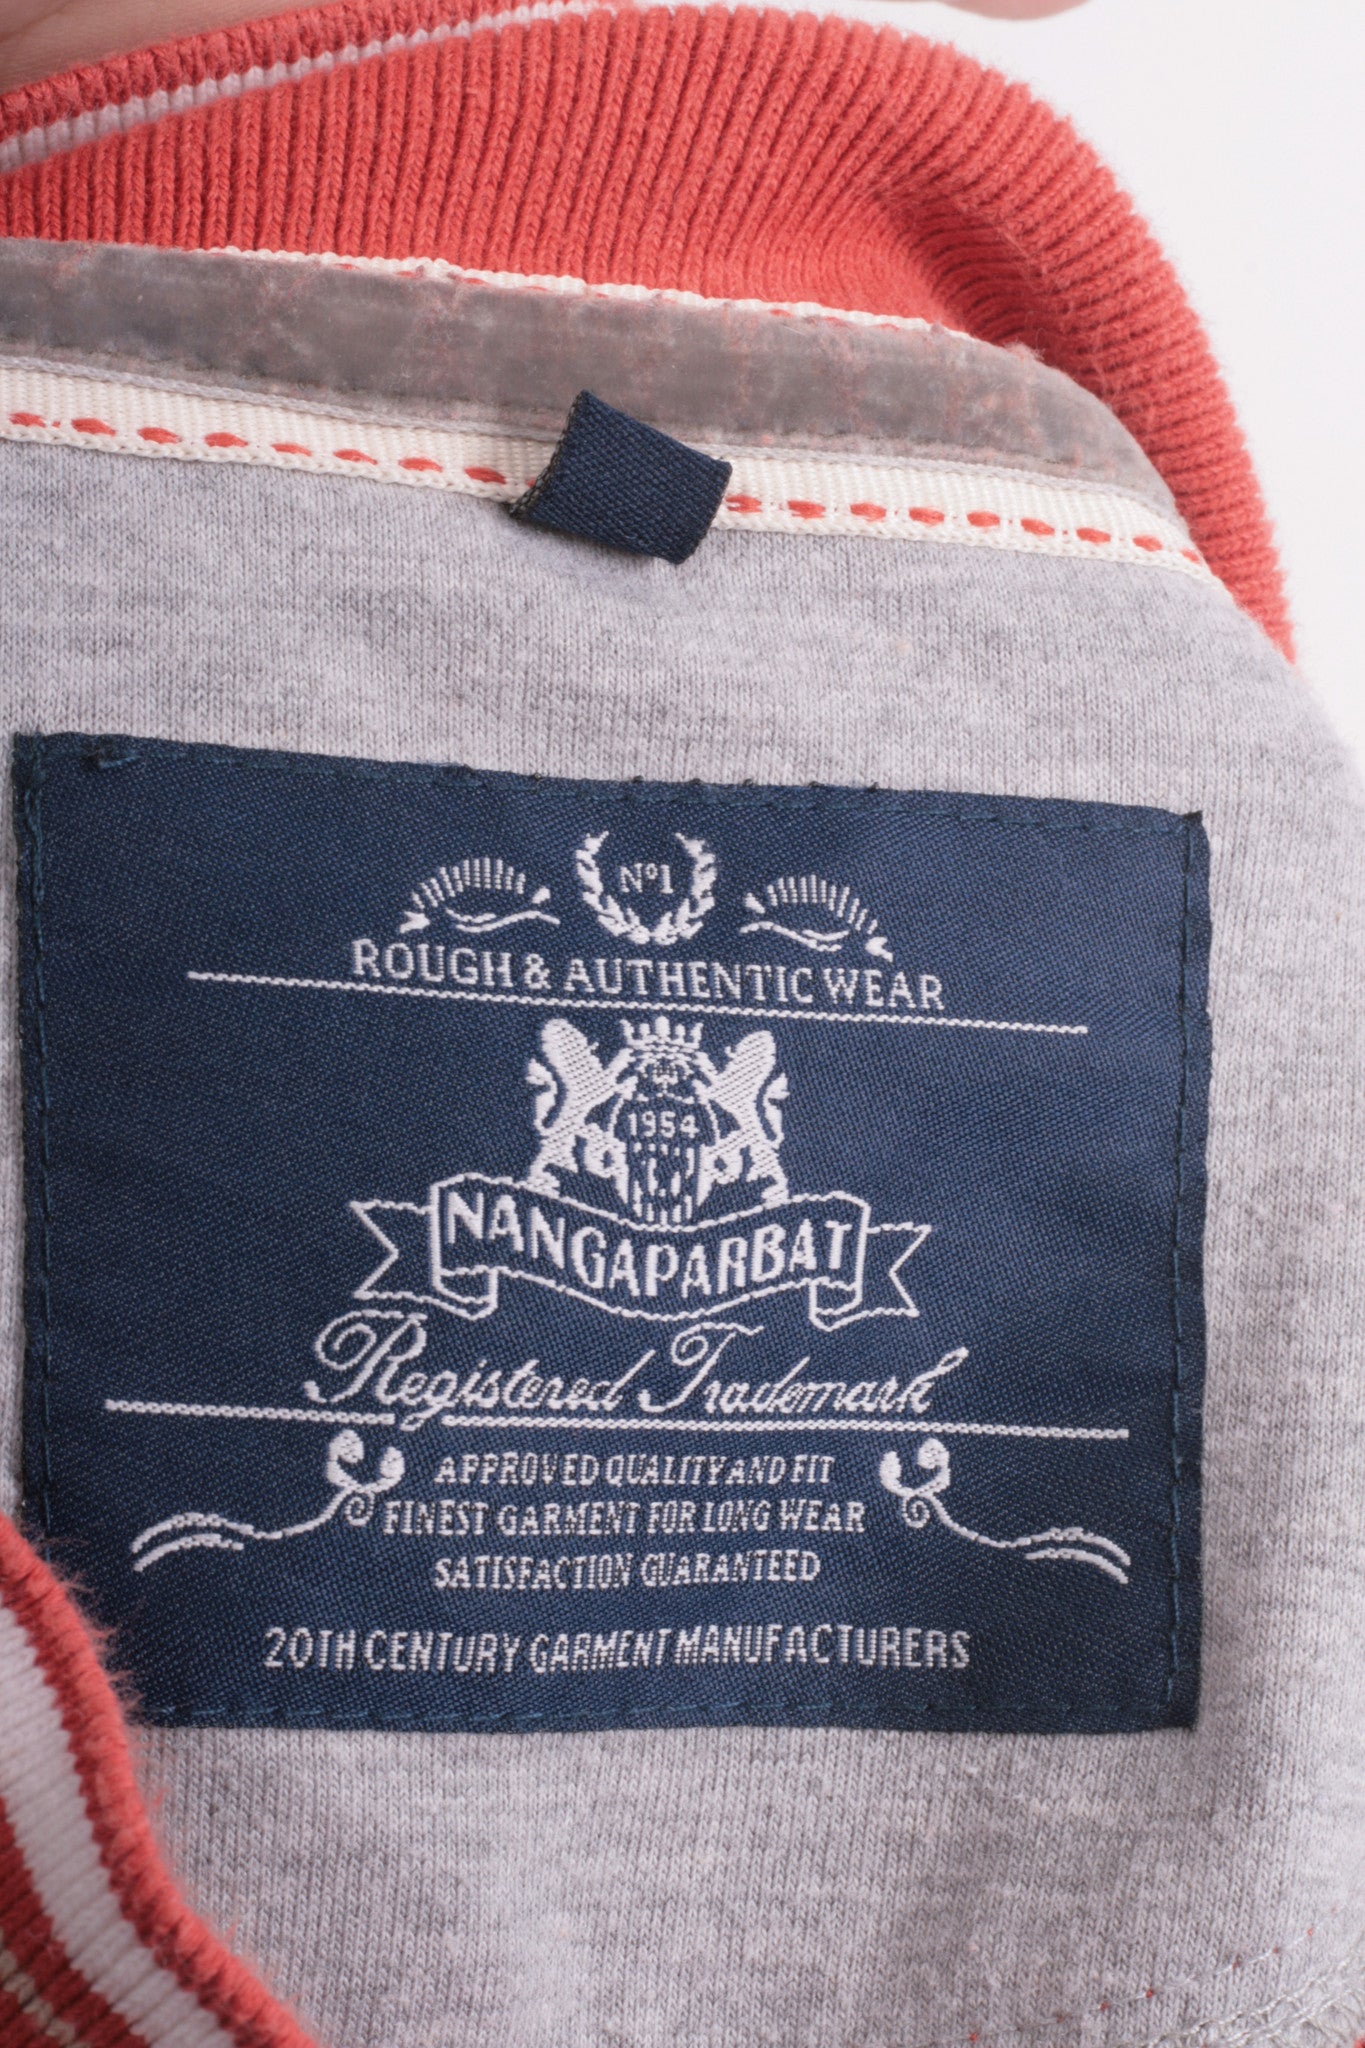 Nº1
ROUGH & AUTHENTIC WEAR
1954
NANGAPARBAT
Registered Trademark
APPROVED QUALITY AND FIT
FINEST GARMENT FOR LONG WEAR
SATISFACTION GUARANTEED
20TH CENTURY GARMENT MANUFACTURERS